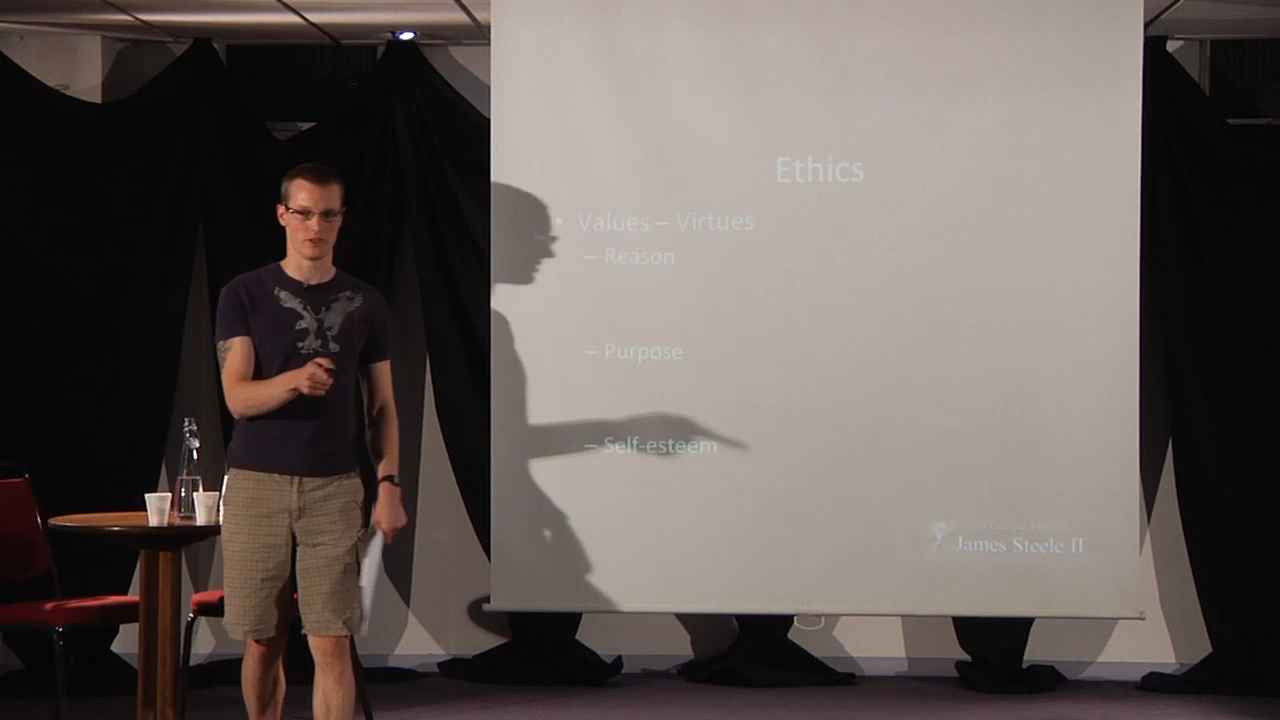 Ethics
• Values – Virtues
– Reason
– Purpose
– Self-esteem
James Steele II